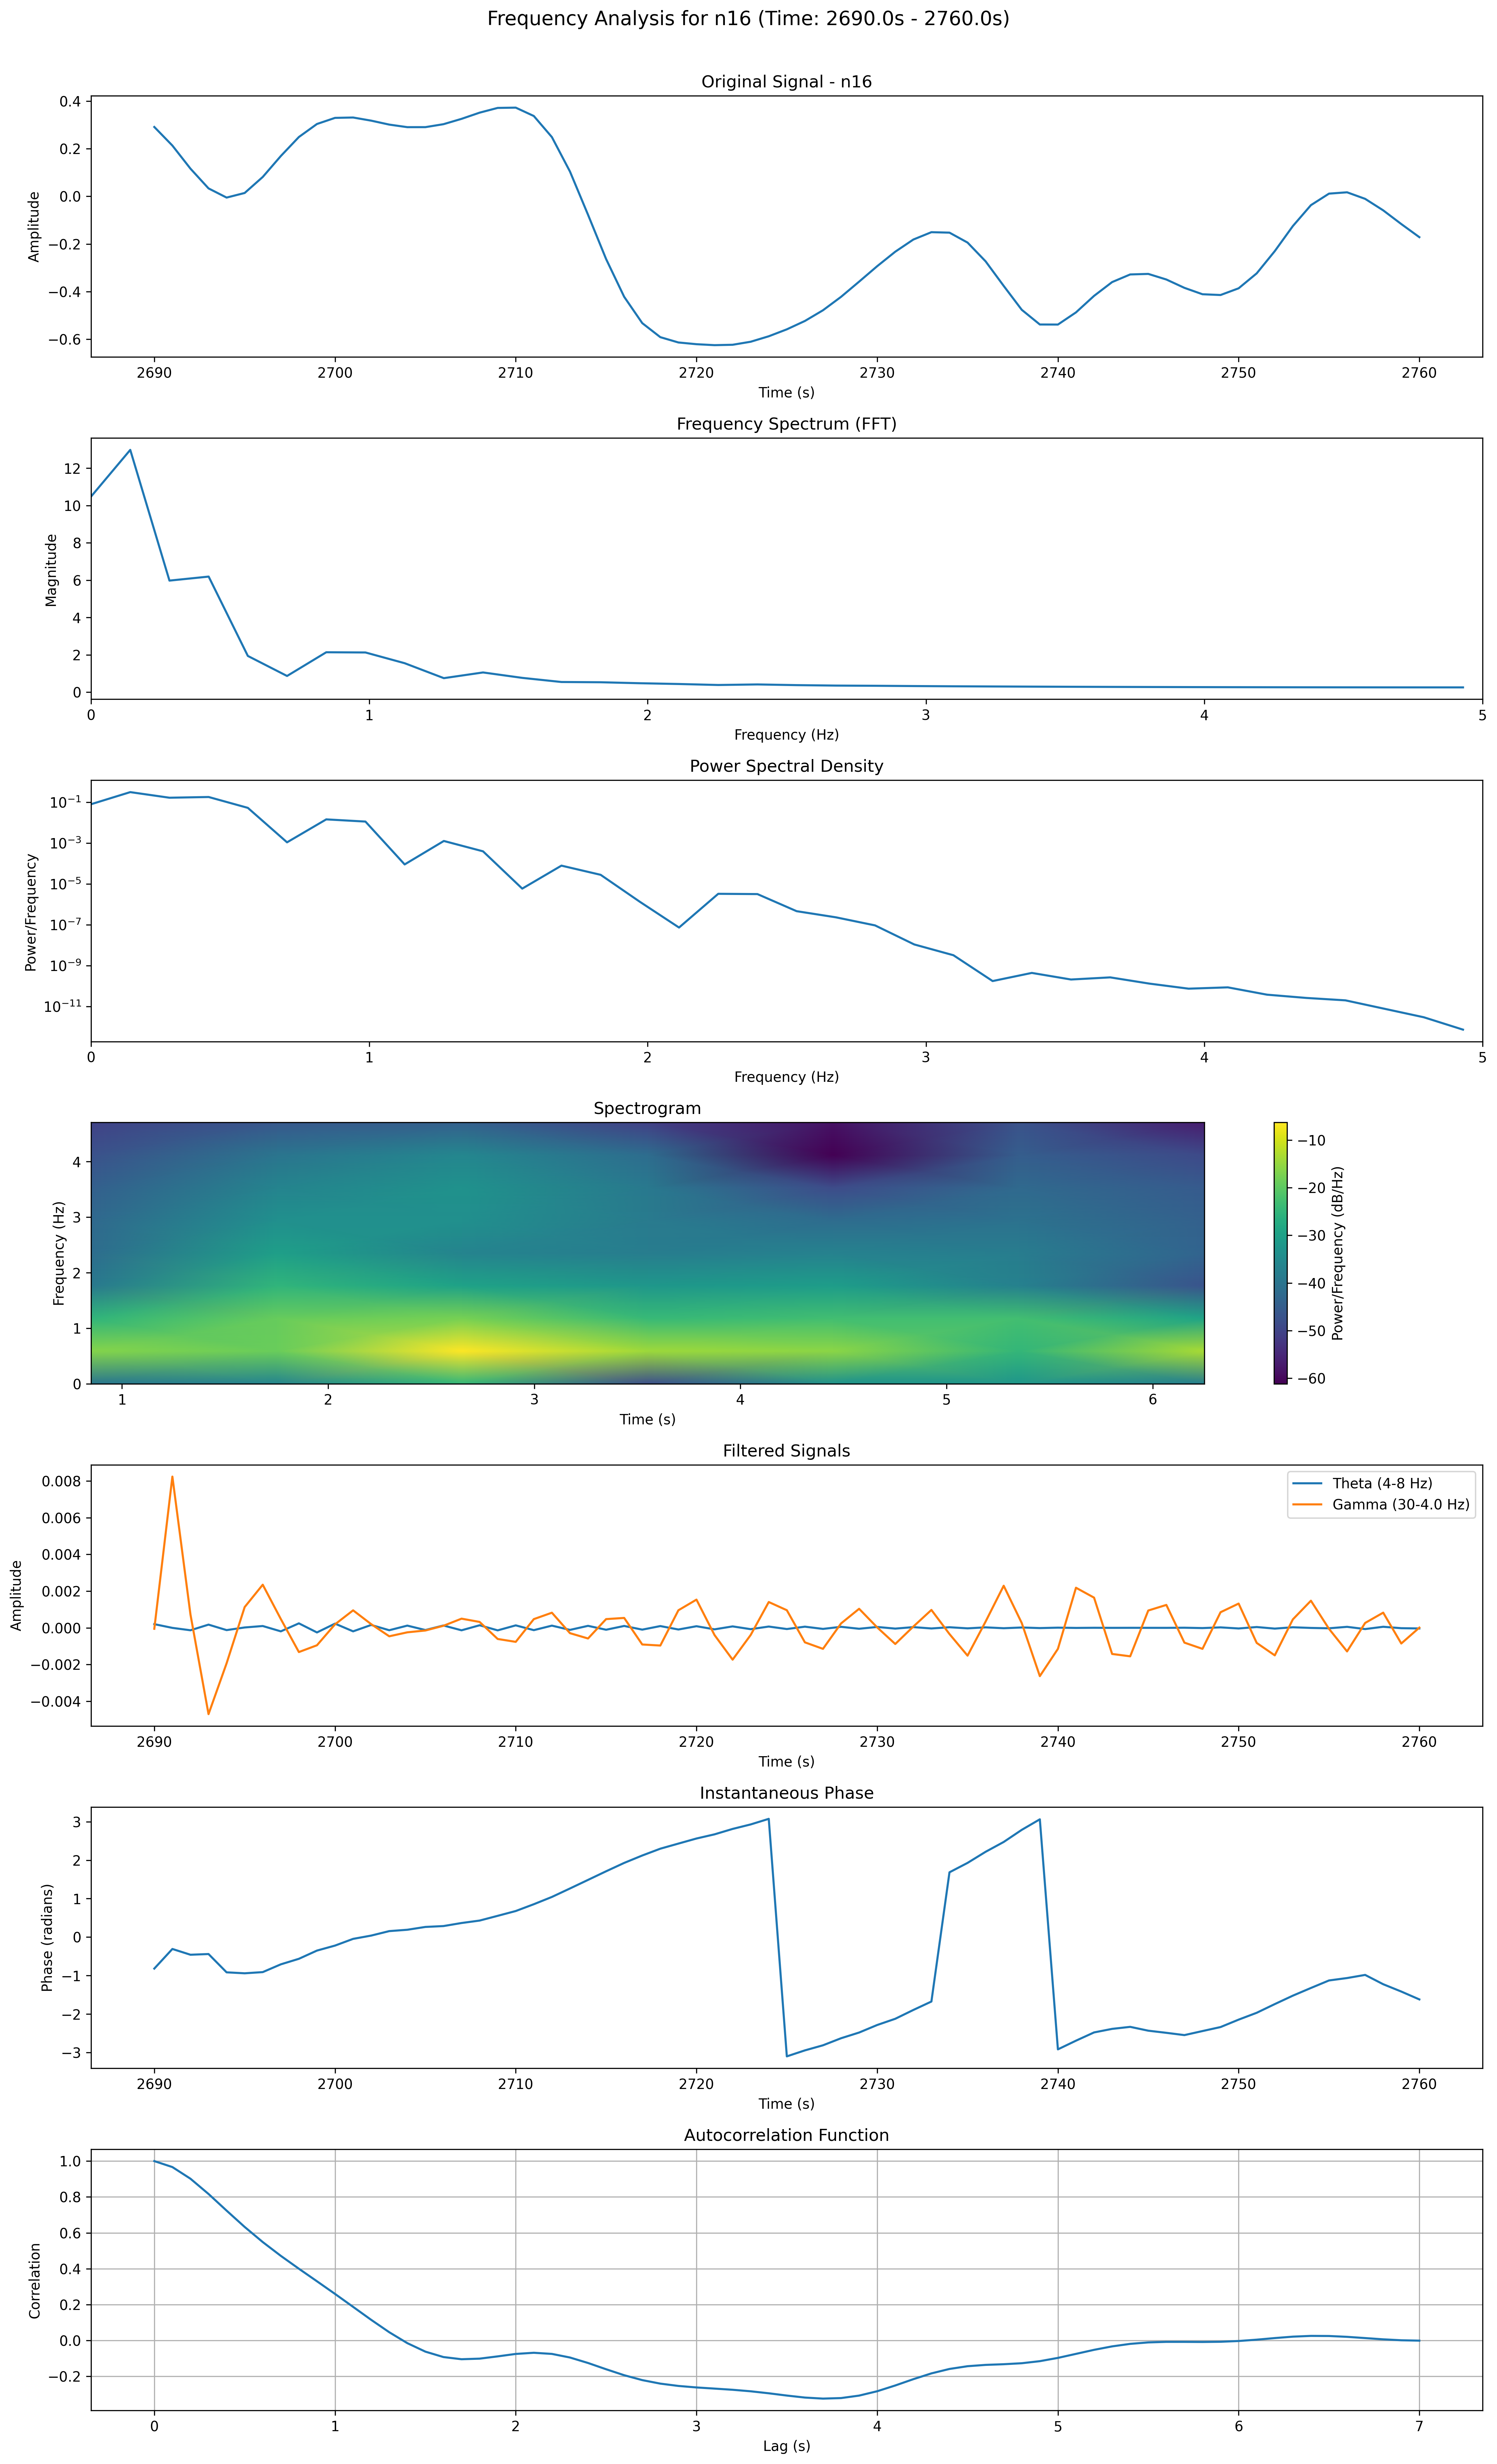 Frequency Analysis for n16 (Time: 2690.0s - 2760.0s)
Original Signal - n16
0.4
0.2
0.0
−0.2
−0.4
−0.6
Amplitude
2690 2700 2710 2720 2730 2740 2750 2760
Time (s)
Frequency Spectrum (FFT)
12
10
8
6
4
2
0
Magnitude
0 1 2 3 4 5
Frequency (Hz)
Power Spectral Density
10⁻¹
10⁻³
10⁻⁵
10⁻⁷
10⁻⁹
10⁻¹¹
Power/Frequency
0 1 2 3 4 5
Frequency (Hz)
Spectrogram
4
3
2
1
0
Frequency (Hz)
1 2 3 4 5 6
Time (s)
−10
−20
−30
−40
−50
−60
Power/Frequency (dB/Hz)
Filtered Signals
0.008
0.006
0.004
0.002
0.000
−0.002
−0.004
Amplitude
Theta (4-8 Hz)
Gamma (30-4.0 Hz)
2690 2700 2710 2720 2730 2740 2750 2760
Time (s)
Instantaneous Phase
3
2
1
0
−1
−2
−3
Phase (radians)
2690 2700 2710 2720 2730 2740 2750 2760
Time (s)
Autocorrelation Function
1.0
0.8
0.6
0.4
0.2
0.0
−0.2
Correlation
0 1 2 3 4 5 6 7
Lag (s)